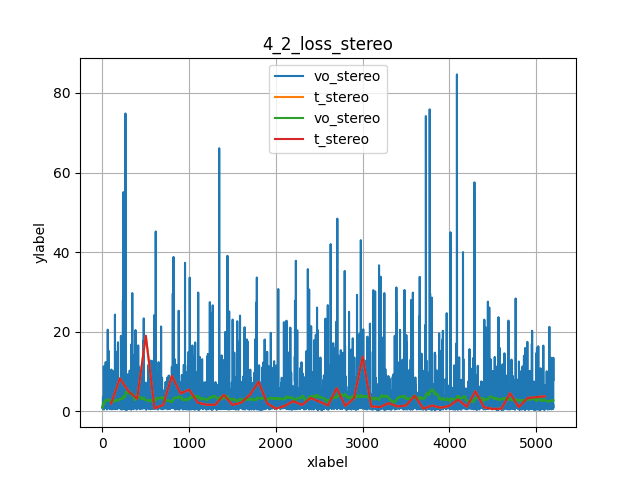 4_2_loss_stereo
vo_stereo
t_stereo
vo_stereo
t_stereo
ylabel
80
60
40
20
0
0 1000 2000 3000 4000 5000
xlabel